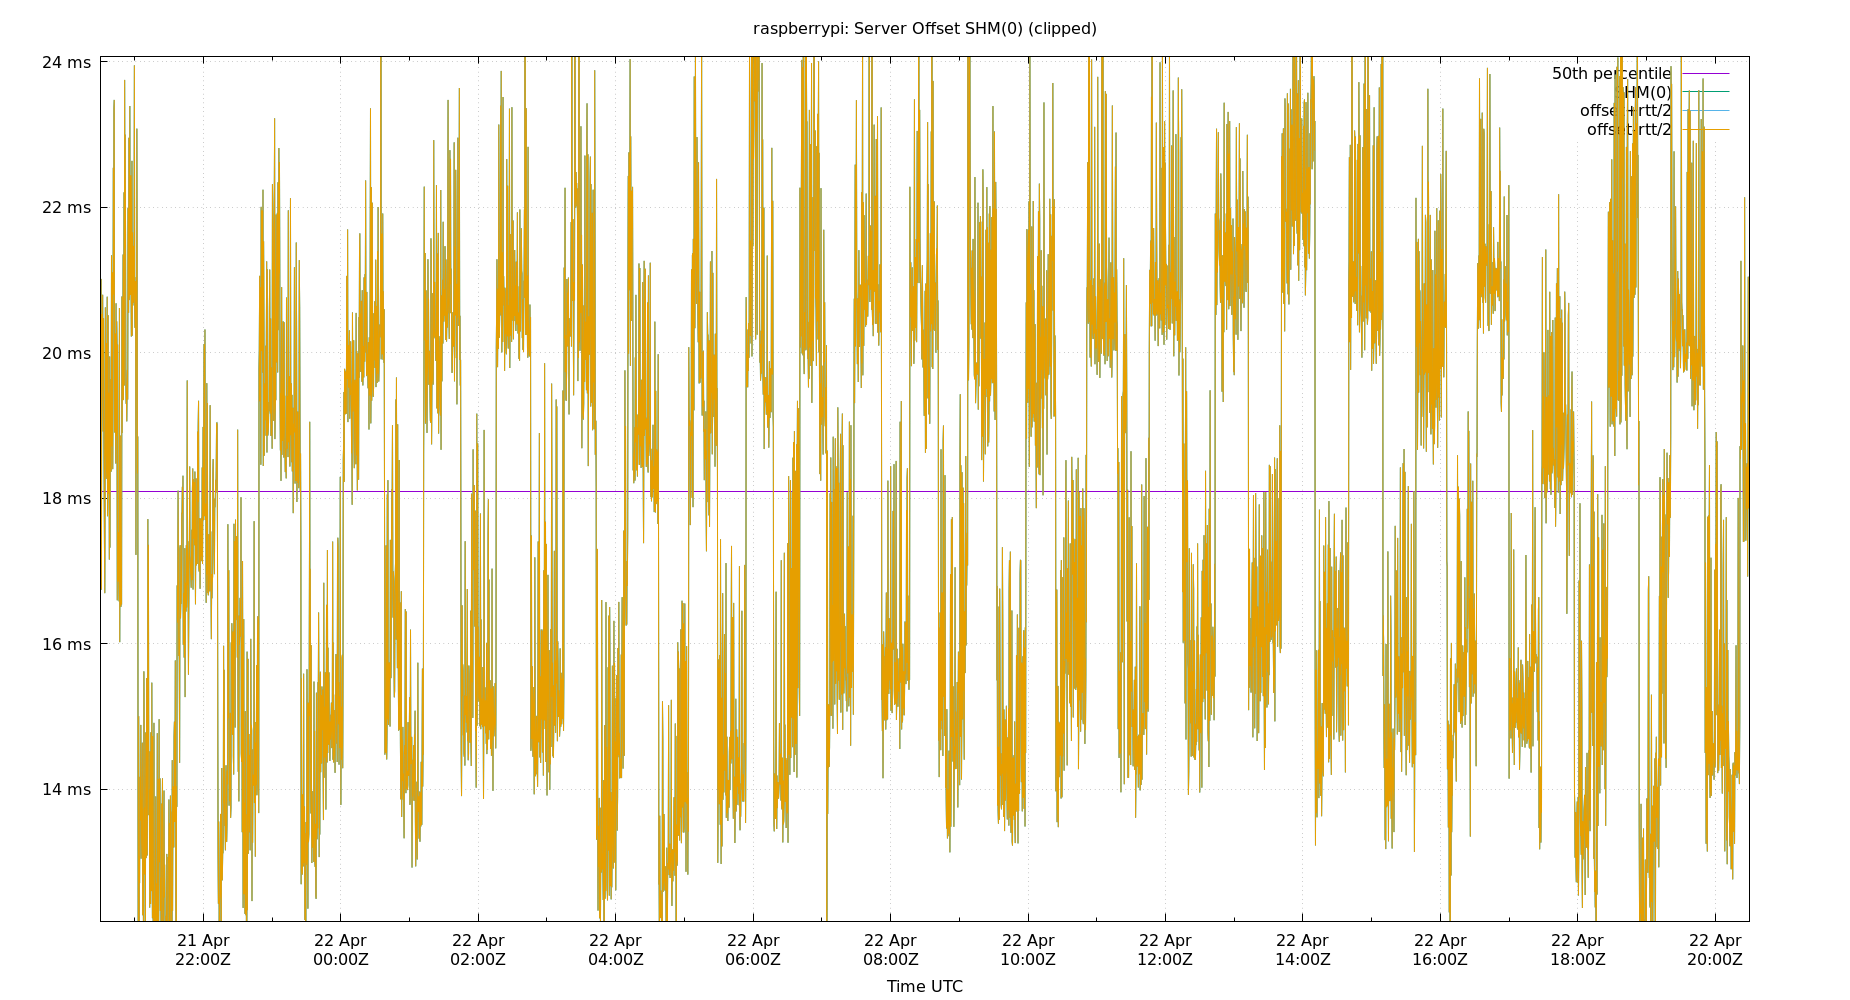 raspberrypi: Server Offset SHM(0) (clipped)
24 ms
22 ms
20 ms
18 ms
16 ms
14 ms
50th percentile
SHM(0)
offset+rtt/2
offset-rtt/2
21 Apr 22:00Z
22 Apr 00:00Z
22 Apr 02:00Z
22 Apr 04:00Z
22 Apr 06:00Z
22 Apr 08:00Z
22 Apr 10:00Z
22 Apr 12:00Z
22 Apr 14:00Z
22 Apr 16:00Z
22 Apr 18:00Z
22 Apr 20:00Z
Time UTC